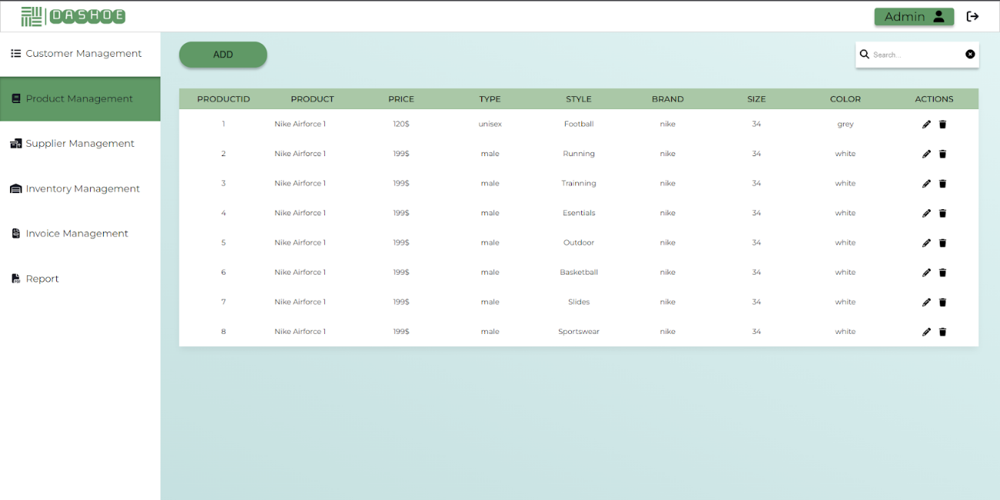 DASHOE Admin
Customer Management
Product Management
Supplier Management
Inventory Management
Invoice Management
Report
ADD Search...
PRODUCTID PRODUCT PRICE TYPE STYLE BRAND SIZE COLOR ACTIONS
1 Nike Airforce 1 120$ unisex Football nike 34 grey
2 Nike Airforce 1 199$ male Running nike 34 white
3 Nike Airforce 1 199$ male Trainning nike 34 white
4 Nike Airforce 1 199$ male Esentials nike 34 white
5 Nike Airforce 1 199$ male Outdoor nike 34 white
6 Nike Airforce 1 199$ male Basketball nike 34 white
7 Nike Airforce 1 199$ male Slides nike 34 white
8 Nike Airforce 1 199$ male Sportswear nike 34 white